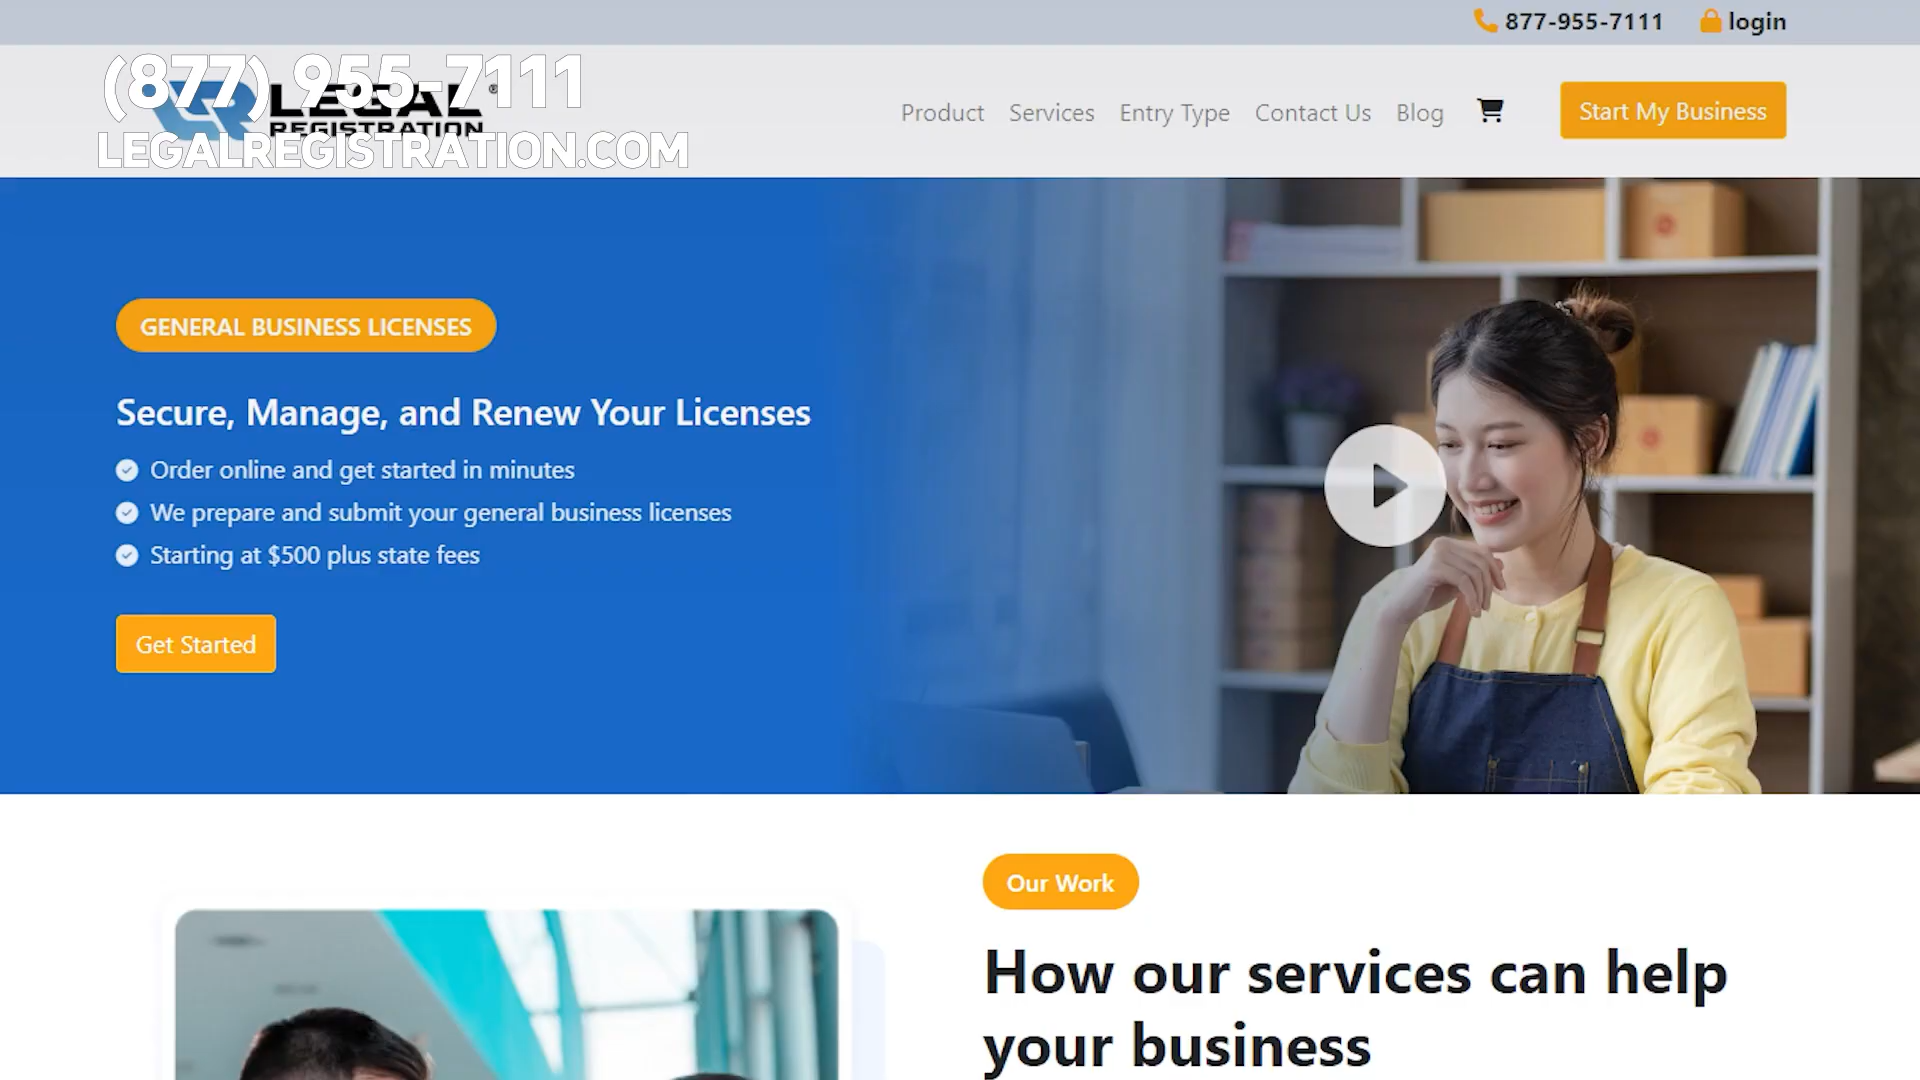 877-955-7111 login
(877) 955-7111
LEGAL®
REGISTRATION
LEGALREGISTRATION.COM
Product Services Entry Type Contact Us Blog Start My Business
GENERAL BUSINESS LICENSES
Secure, Manage, and Renew Your Licenses
Order online and get started in minutes
We prepare and submit your general business licenses
Starting at $500 plus state fees
Get Started
Our Work
How our services can help
your business